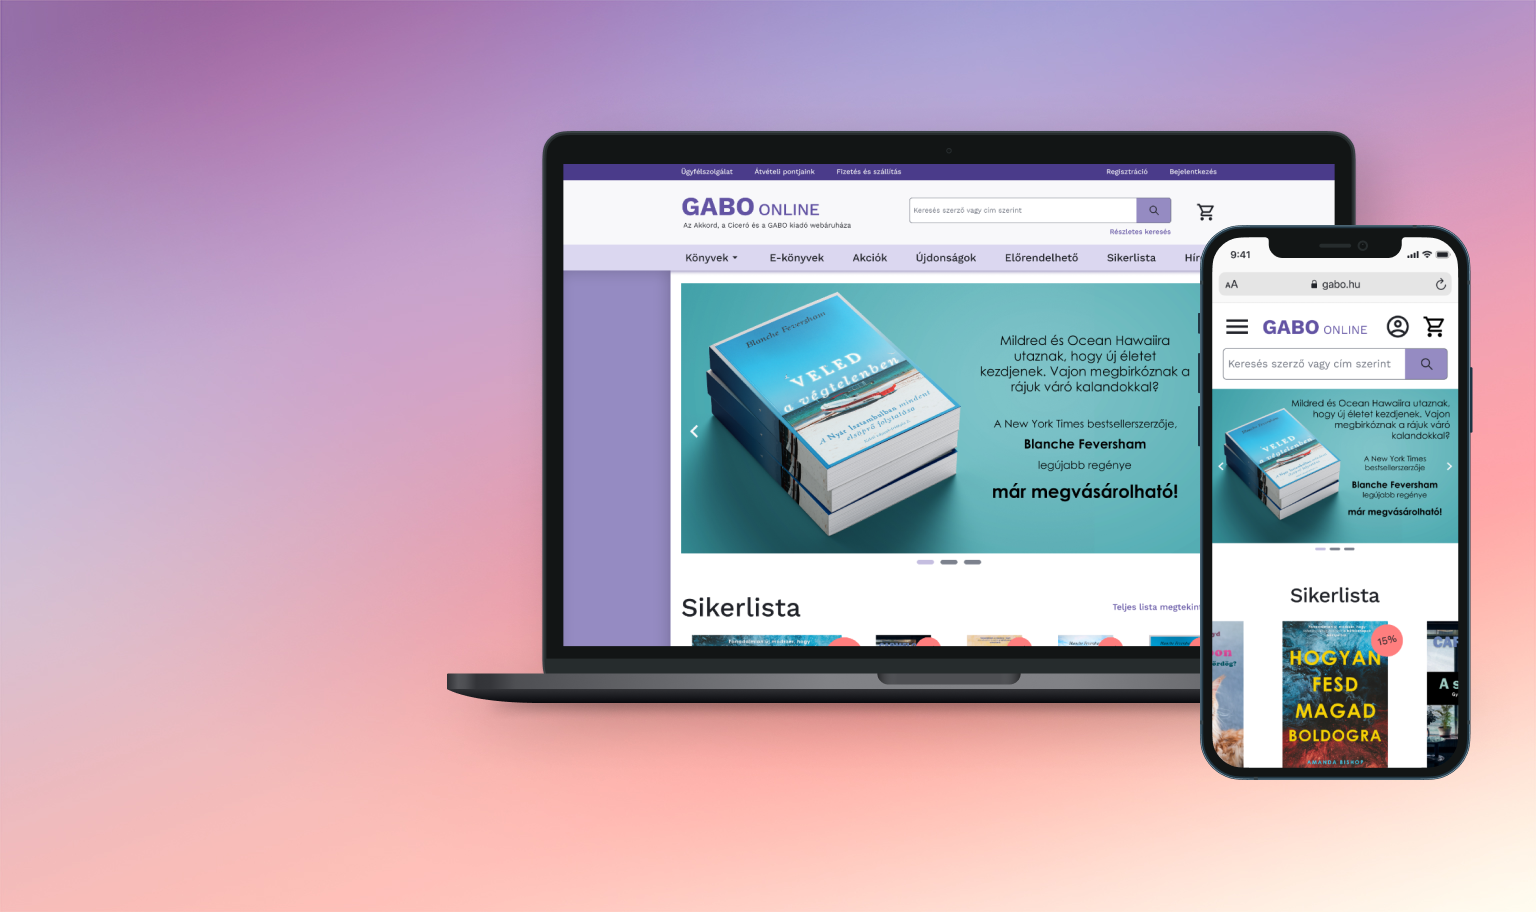 Ügyfélszolgálat Átvételi pontjaink Fizetés és szállítás Regisztráció Bejelentkezés
GABO ONLINE
Az Akkord, a Ciceró és a GABO kiadó webáruháza
Keresés szerző vagy cím szerint
Részletes keresés
Könyvek E-könyvek Akciók Újdonságok Előrendelhető Sikerlista Hír
Blanche Feversham
VELED
a végtelenben
A Nyár Isztambulban mindent
elsöprő folytatása
Mildred és Ocean Hawaiira
utaznak, hogy új életet
kezdjenek. Vajon megbirkóznak a
rájuk váró kalandokkal?
A New York Times bestsellerszerzője,
Blanche Feversham
legújabb regénye
már megvásárolható!
Sikerlista
Teljes lista megtekint
9:41
AA gabo.hu
GABO ONLINE
Keresés szerző vagy cím szerint
VELED
a végtelenben
Mildred és Ocean Hawaiira utaznak,
hogy új életet kezdjenek. Vajon
megbirkóznak a rájuk váró
kalandokkal?
A New York Times
bestsellerszerzője
Blanche Feversham
legújabb regénye
már megvásárolható!
Sikerlista
15%
HOGYAN
FESD
MAGAD
BOLDOGRA
AMANDA BISHOP
CAF
A s